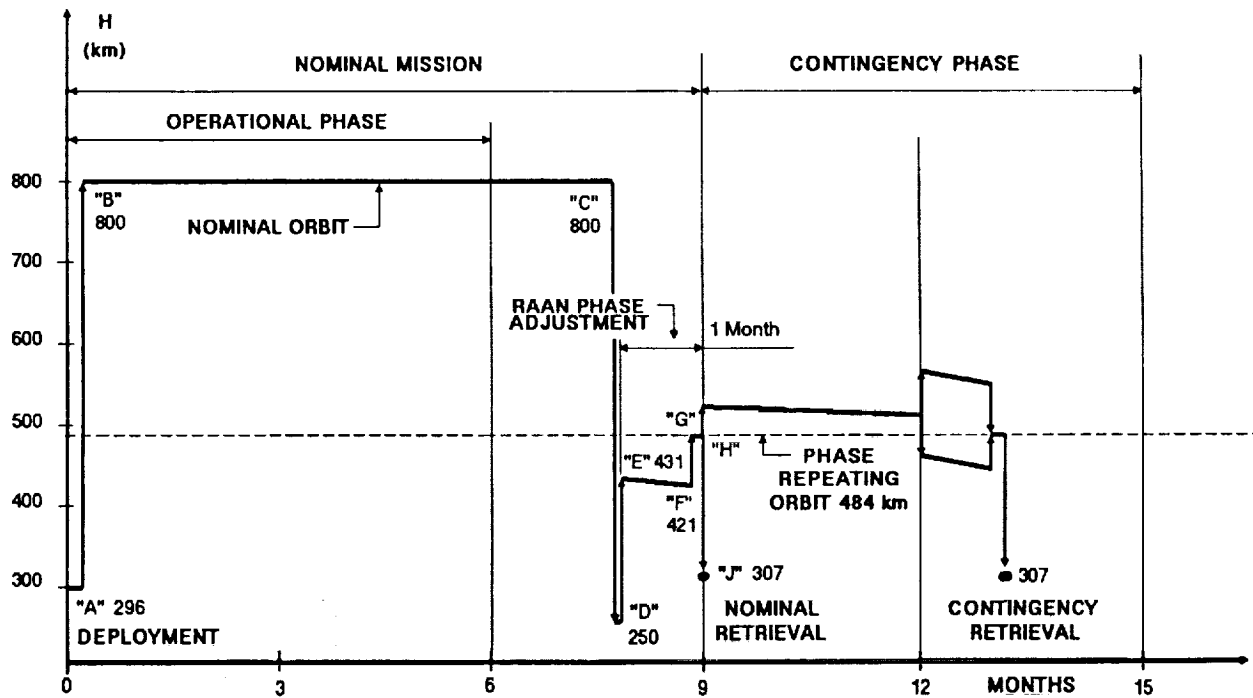 H
(km)
NOMINAL MISSION
CONTINGENCY PHASE
OPERATIONAL PHASE
800
"B"
800
"C"
800
NOMINAL ORBIT
700
RAAN PHASE
ADJUSTMENT
1 Month
600
500
"G"
"H"
"E" 431
PHASE
REPEATING
ORBIT 484 km
400
"F"
421
300
"A" 296
"J" 307
307
"D"
250
DEPLOYMENT
NOMINAL
RETRIEVAL
CONTINGENCY
RETRIEVAL
0
3
6
9
12
MONTHS
15